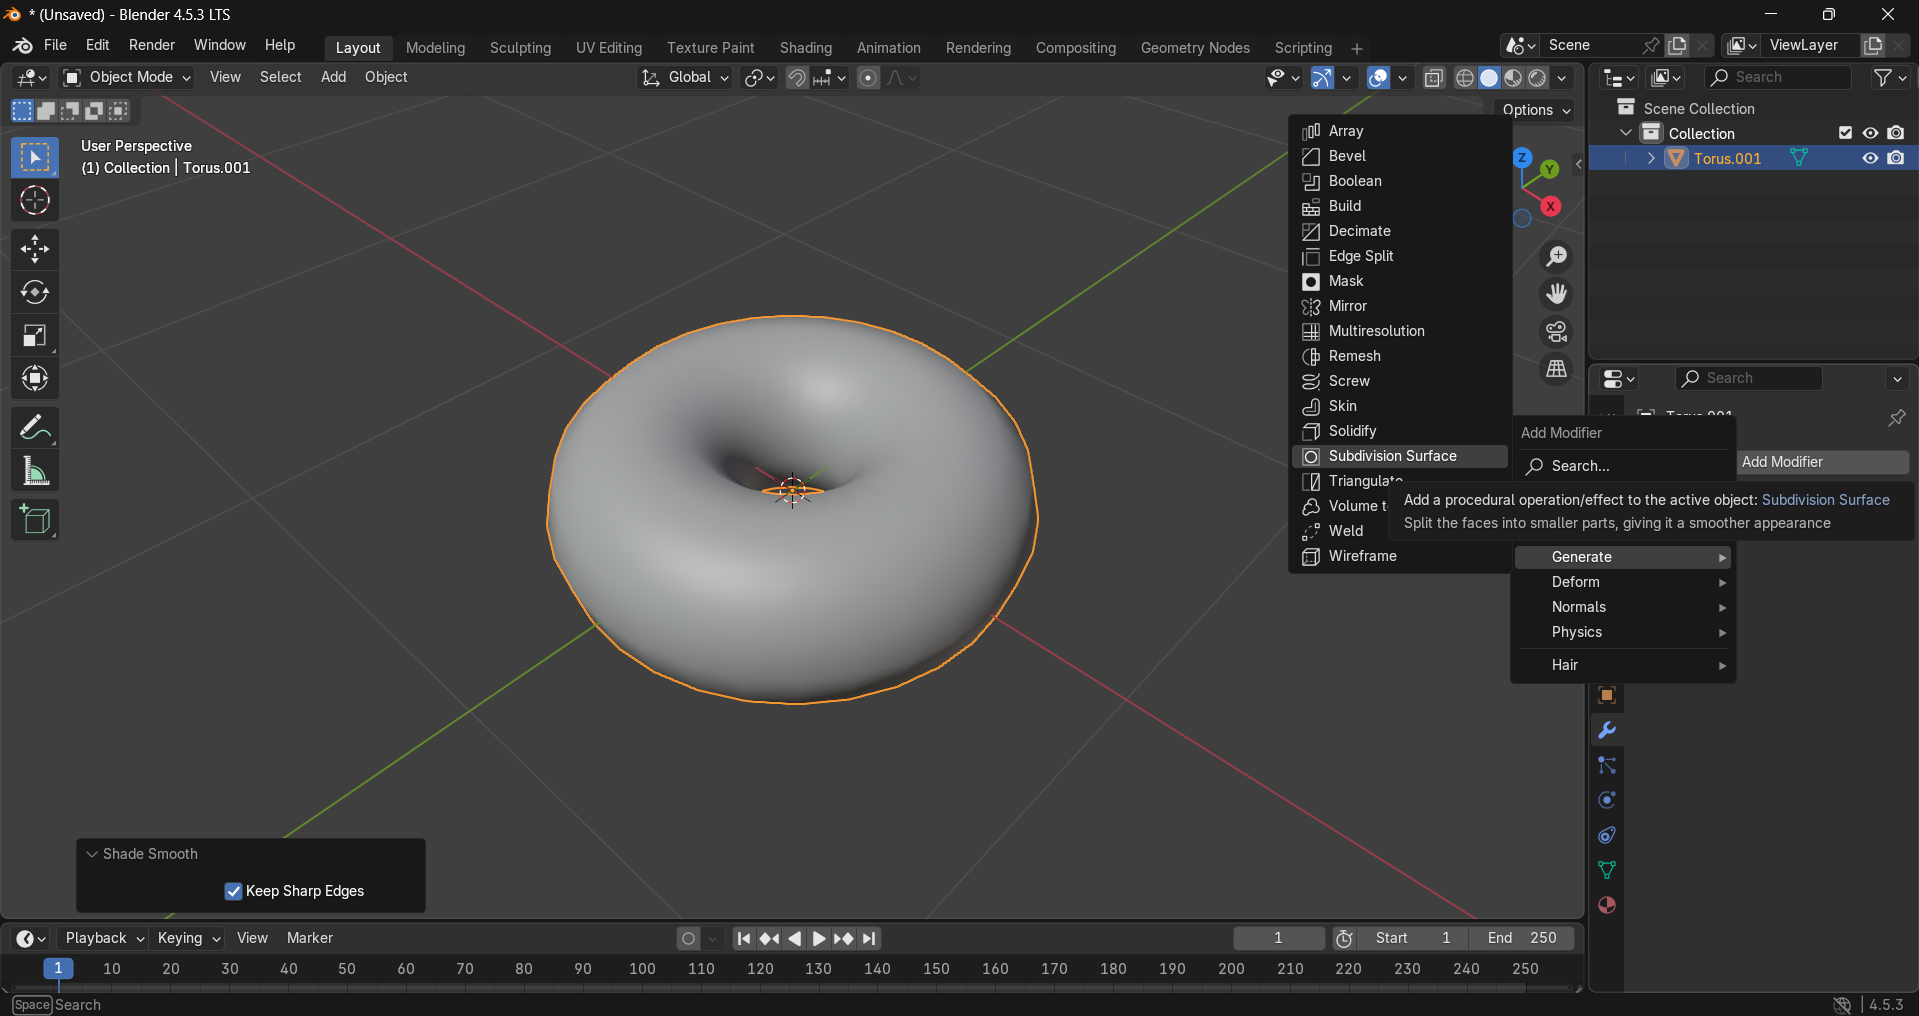 * (Unsaved) - Blender 4.5.3 LTS
File Edit Render Window Help
Layout Modeling Sculpting UV Editing Texture Paint Shading Animation Rendering Compositing Geometry Nodes Scripting +
Scene
ViewLayer
Object Mode View Select Add Object
Global
Search
Options
User Perspective
(1) Collection | Torus.001
Scene Collection
Collection
Torus.001
Z
Y
X
Array
Bevel
Boolean
Build
Decimate
Edge Split
Mask
Mirror
Multiresolution
Remesh
Screw
Skin
Solidify
Subdivision Surface
Triangulate
Volume
Weld
Wireframe
Search
Torus.001
Add Modifier
Search...
Add Modifier
Add a procedural operation/effect to the active object: Subdivision Surface
Split the faces into smaller parts, giving it a smoother appearance
Generate
Deform
Normals
Physics
Hair
Shade Smooth
Keep Sharp Edges
Playback Keying View Marker
1
Start 1
End 250
1 10 20 30 40 50 60 70 80 90 100 110 120 130 140 150 160 170 180 190 200 210 220 230 240 250
Space Search
4.5.3